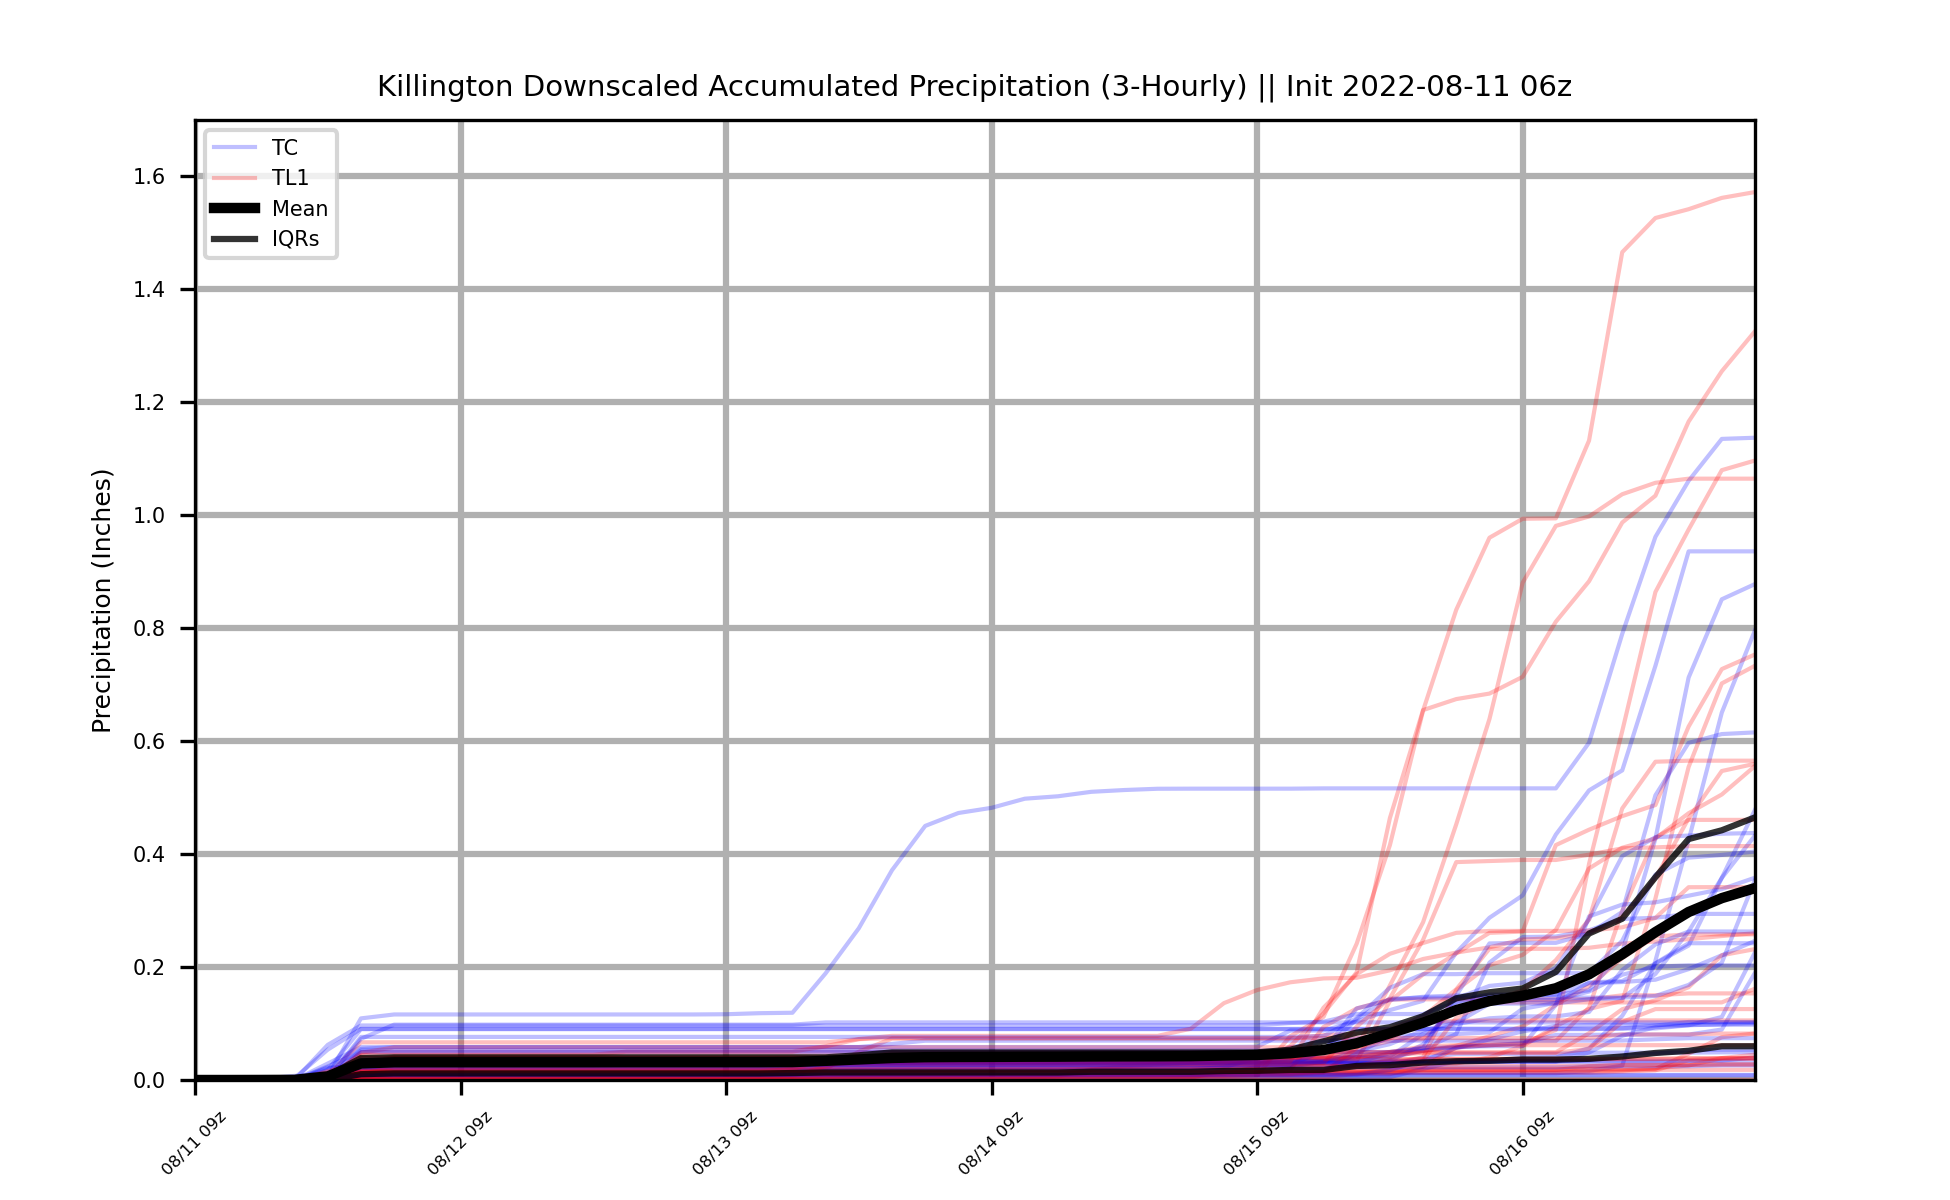 Killington Downscaled Accumulated Precipitation (3-Hourly) || Init 2022-08-11 06z
TC
TL1
Mean
IQRs
Precipitation (Inches)
1.6
1.4
1.2
1.0
0.8
0.6
0.4
0.2
0.0
08/11 09z
08/12 09z
08/13 09z
08/14 09z
08/15 09z
08/16 09z